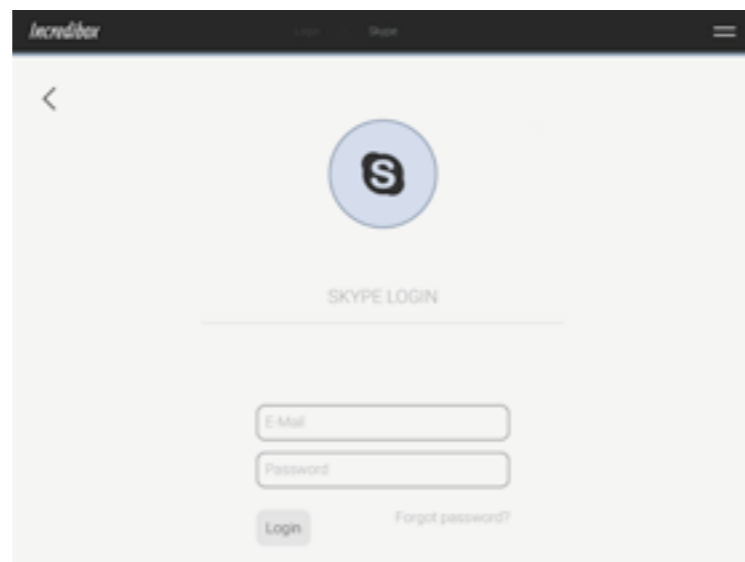 Incredibox
Login Skype
SKYPE LOGIN
E-Mail
Password
Login
Forgot password?